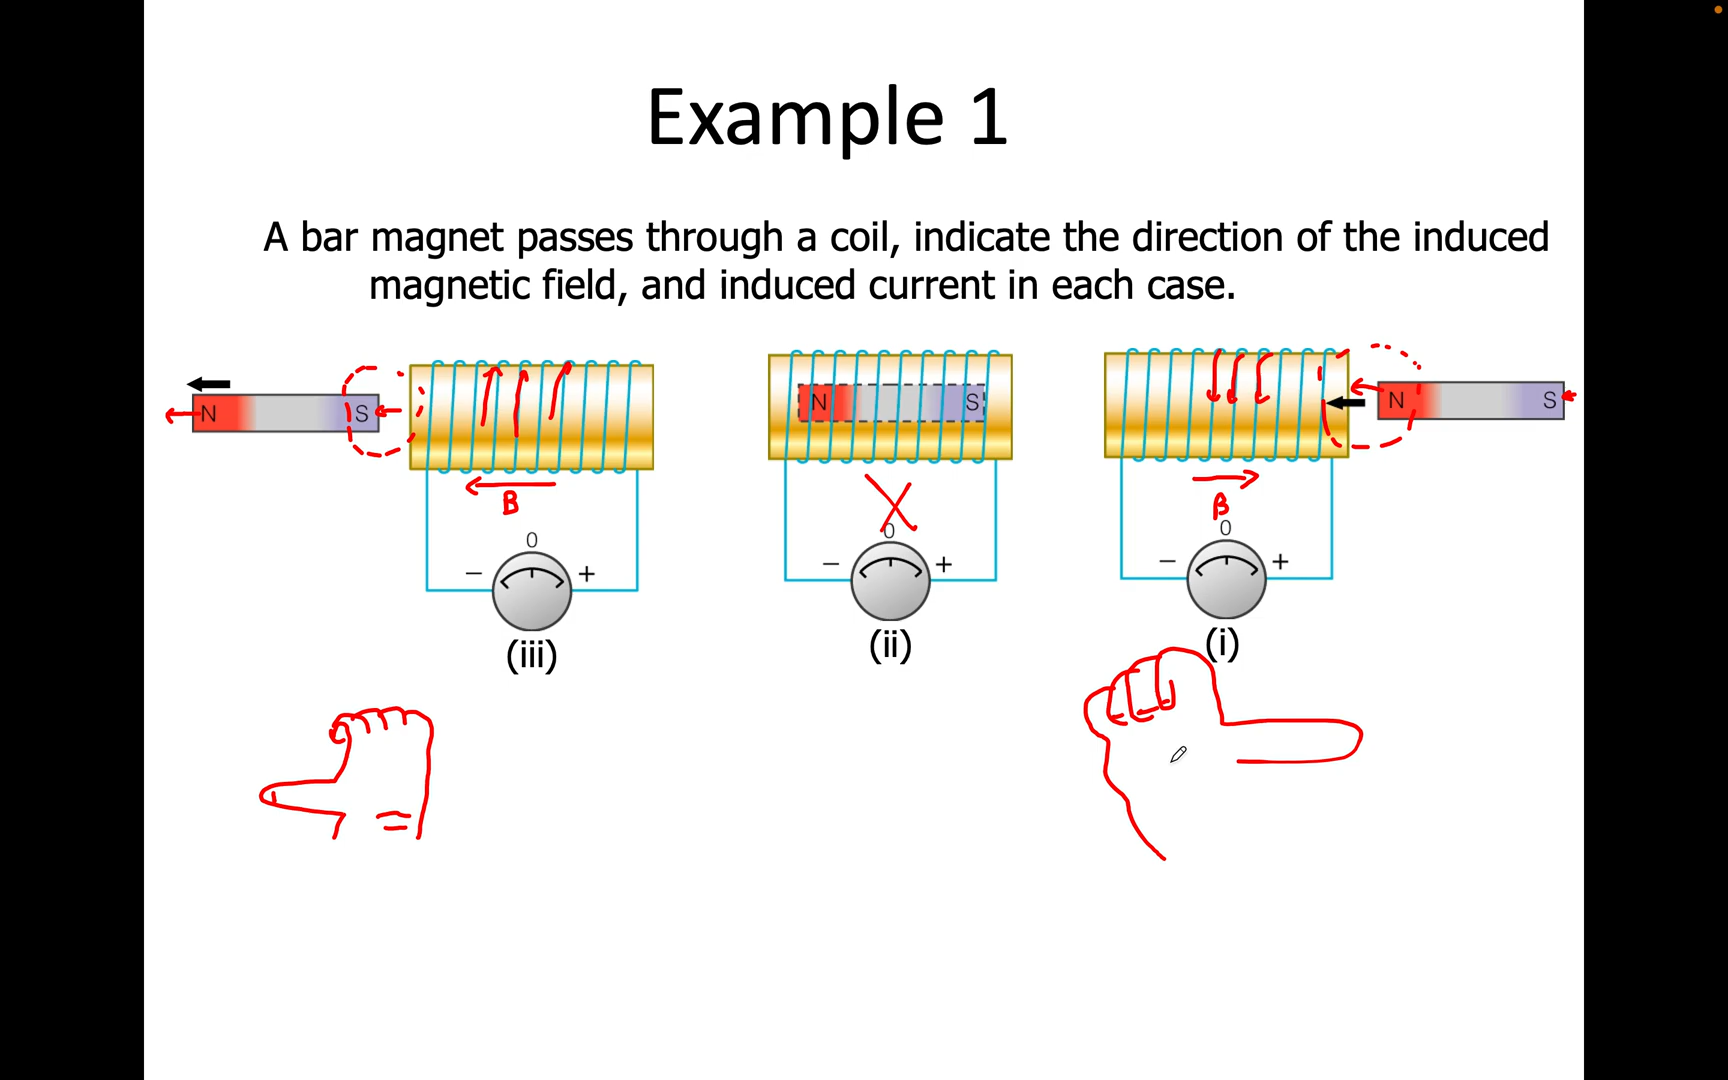 Example 1
A bar magnet passes through a coil, indicate the direction of the induced
magnetic field, and induced current in each case.
N S
N S
N S
B
B
0
0
0
− +
− +
− +
(iii)
(ii)
(i)